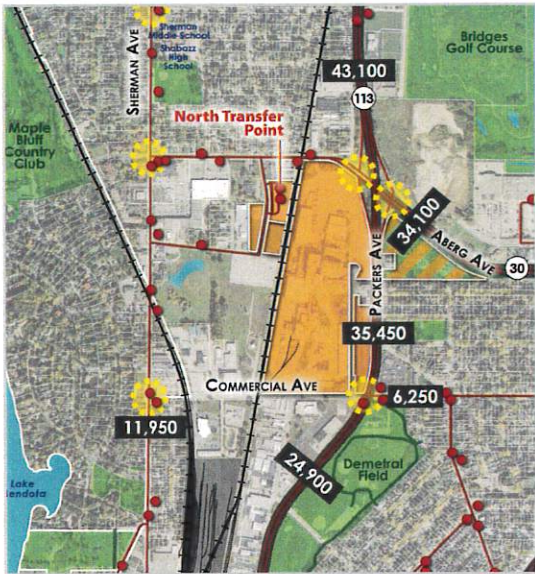 SHERMAN AVE
Sherman
Middle School
Shabazz
High
School
Bridges
Golf Course
43,100
113
North Transfer
Point
Maple
Bluff
Country
Club
34,100
ABERG AVE
30
PACKERS AVE
35,450
COMMERCIAL AVE
6,250
11,950
24,900
Demetral
Field
Lake
Mendota